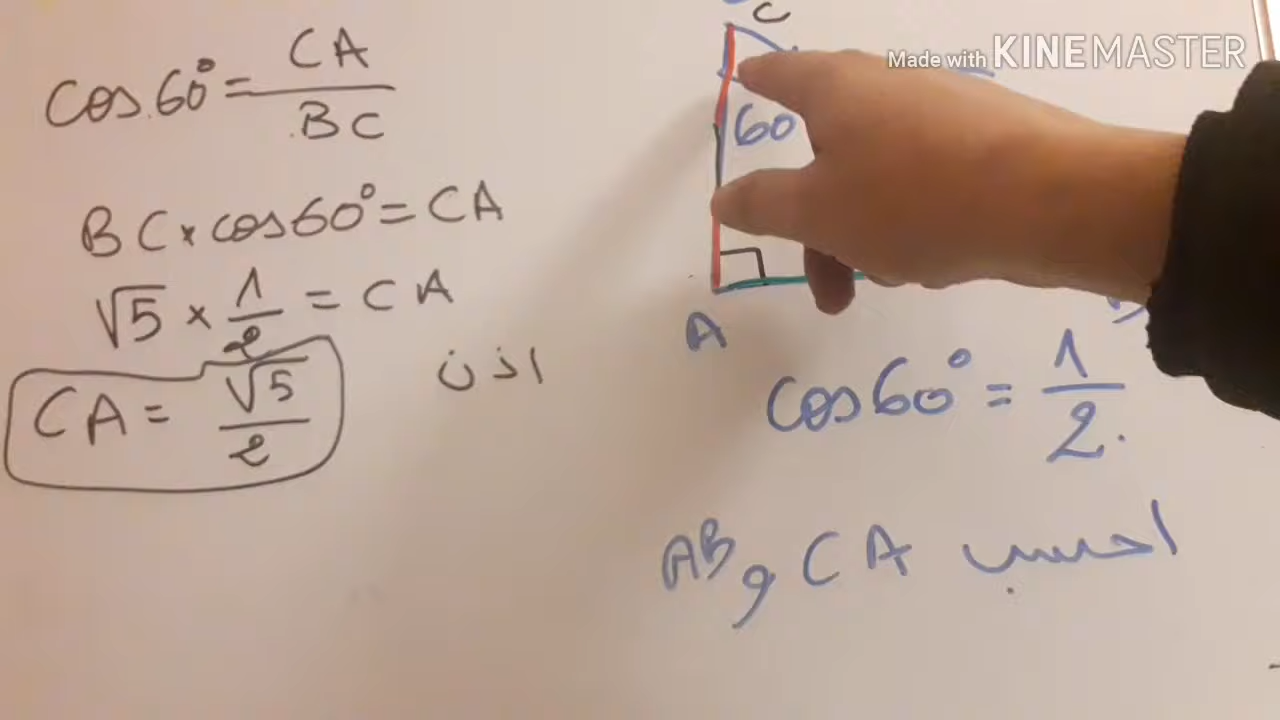 Made with KINEMASTER
cos 60° = CA / BC
BC × cos 60° = CA
√5 × 1/2 = CA
اذن
CA = √5 / 2
C
60
A
cos 60° = 1/2
احسب CA و AB